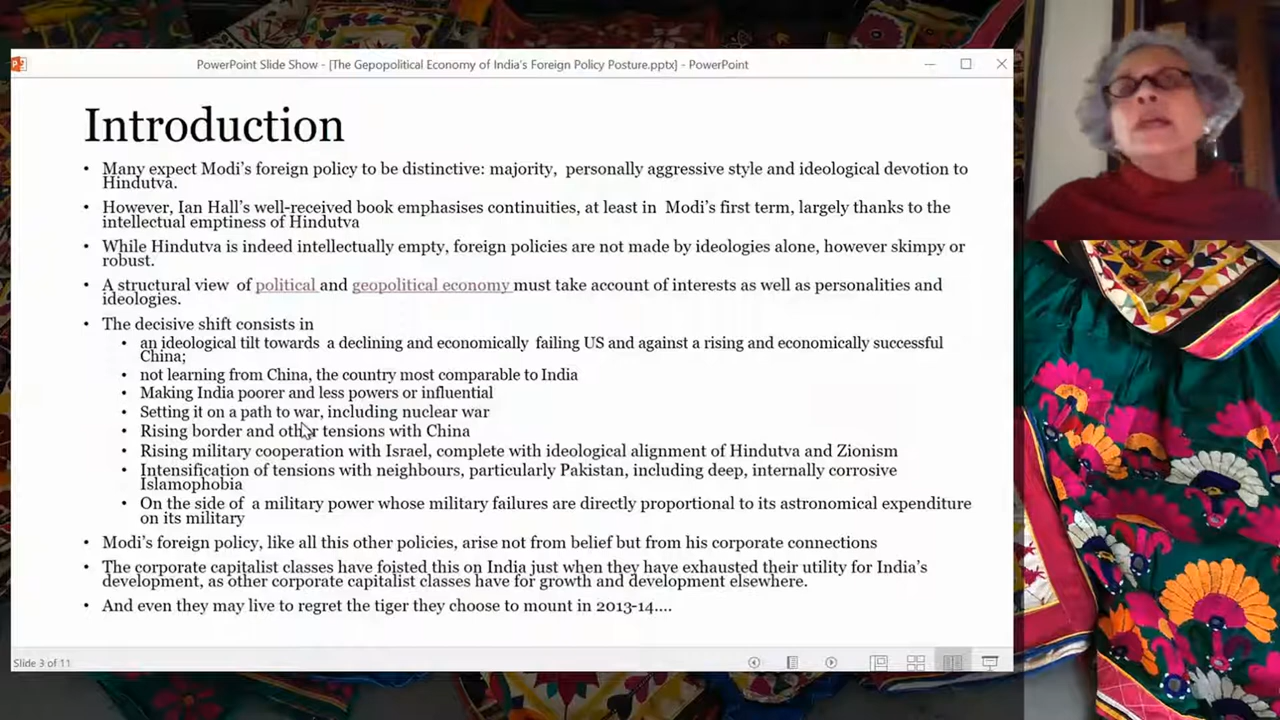 PowerPoint Slide Show - [The Gepopolitical Economy of India's Foreign Policy Posture.pptx] - PowerPoint
Introduction
• Many expect Modi's foreign policy to be distinctive: majority, personally aggressive style and ideological devotion to
Hindutva.
• However, Ian Hall's well-received book emphasises continuities, at least in Modi's first term, largely thanks to the
intellectual emptiness of Hindutva
• While Hindutva is indeed intellectually empty, foreign policies are not made by ideologies alone, however skimpy or
robust.
• A structural view of political and geopolitical economy must take account of interests as well as personalities and
ideologies.
• The decisive shift consists in
• an ideological tilt towards a declining and economically failing US and against a rising and economically successful
China;
• not learning from China, the country most comparable to India
• Making India poorer and less powers or influential
• Setting it on a path to war, including nuclear war
• Rising border and other tensions with China
• Rising military cooperation with Israel, complete with ideological alignment of Hindutva and Zionism
• Intensification of tensions with neighbours, particularly Pakistan, including deep, internally corrosive
Islamophobia
• On the side of a military power whose military failures are directly proportional to its astronomical expenditure
on its military
• Modi's foreign policy, like all this other policies, arise not from belief but from his corporate connections
• The corporate capitalist classes have foisted this on India just when they have exhausted their utility for India's
development, as other corporate capitalist classes have for growth and development elsewhere.
• And even they may live to regret the tiger they choose to mount in 2013-14....
Slide 3 of 11